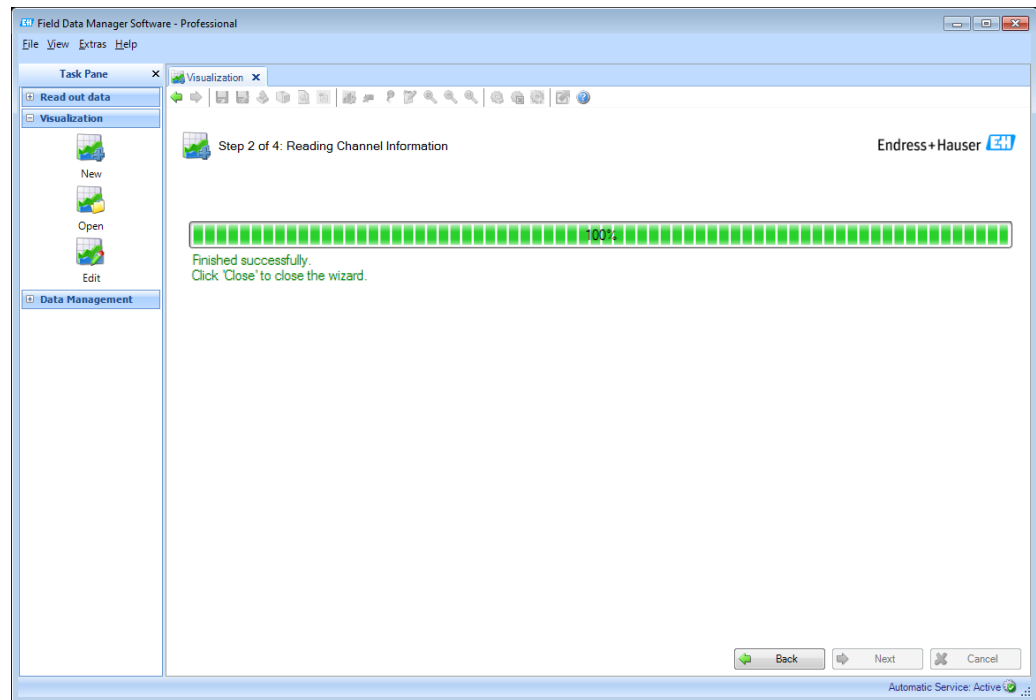 Field Data Manager Software - Professional
File View Extras Help
Task Pane
Read out data
Visualization
New
Open
Edit
Data Management
Visualization
Step 2 of 4: Reading Channel Information
Endress+Hauser EH
100%
Finished successfully.
Click 'Close' to close the wizard.
Back Next Cancel
Automatic Service: Active